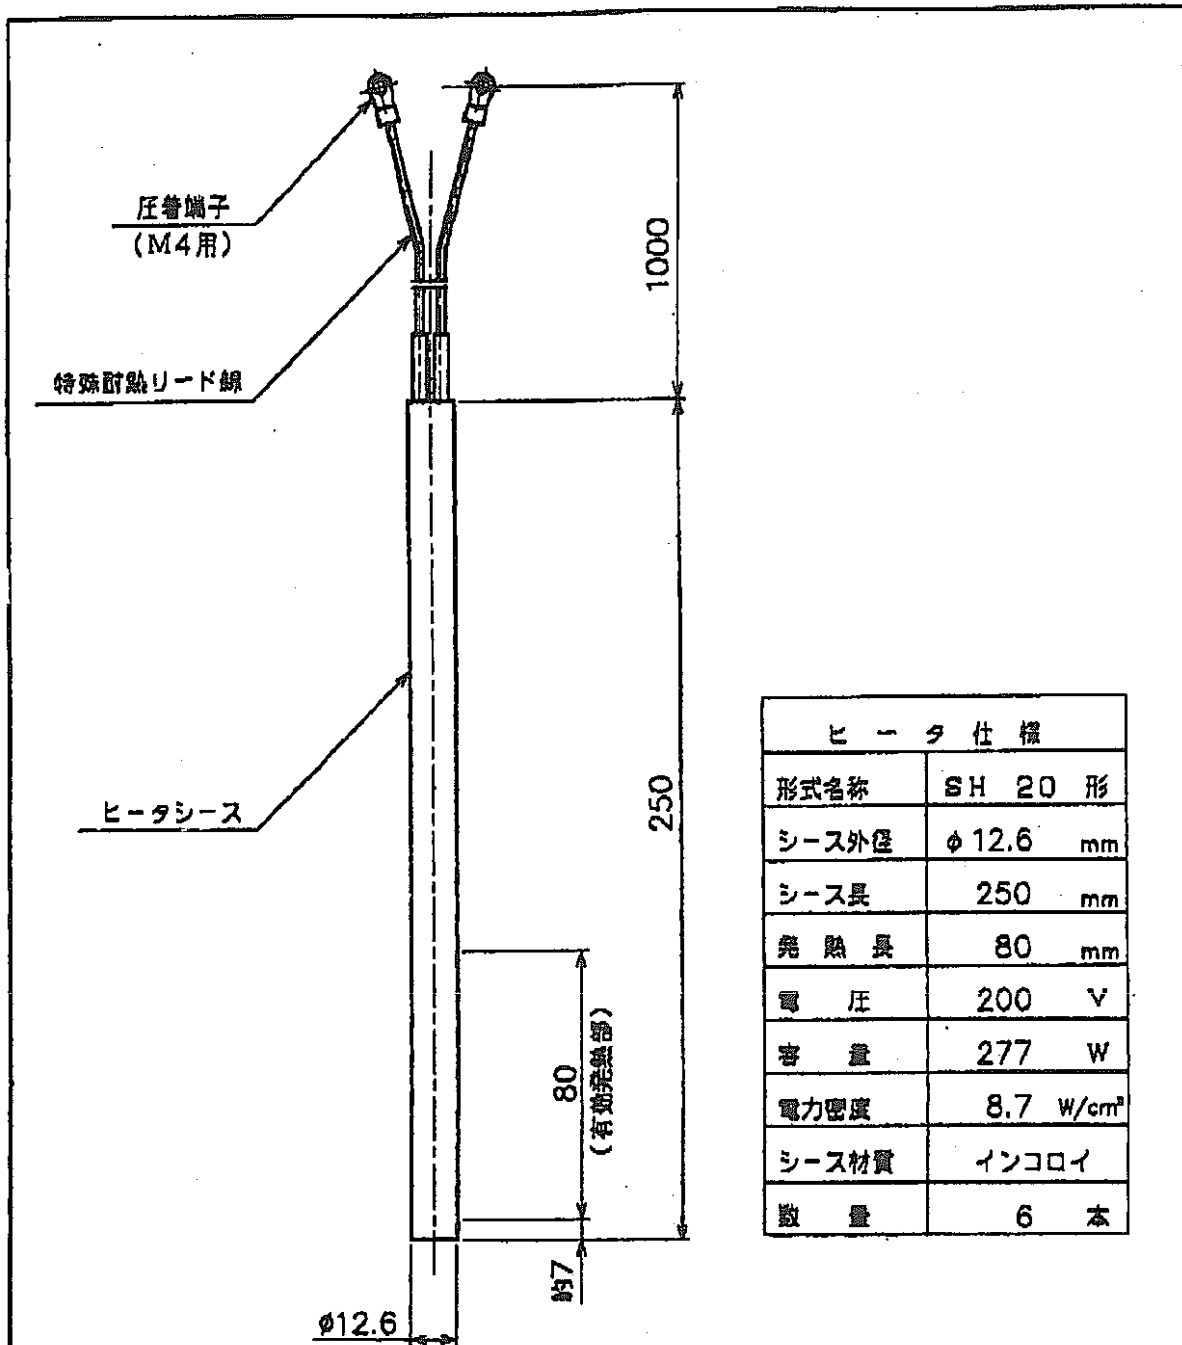 圧着端子
(M4用)
1000
特殊耐熱リード線
ヒータシース
250
80
(有効発熱部)
約7
φ12.6
ヒータ仕様
形式名称 SH 20 形
シース外径 φ12.6 mm
シース長 250 mm
発熱長 80 mm
電圧 200 V
容量 277 W
電力密度 8.7 W/cm²
シース材質 インコロイ
数量 6 本